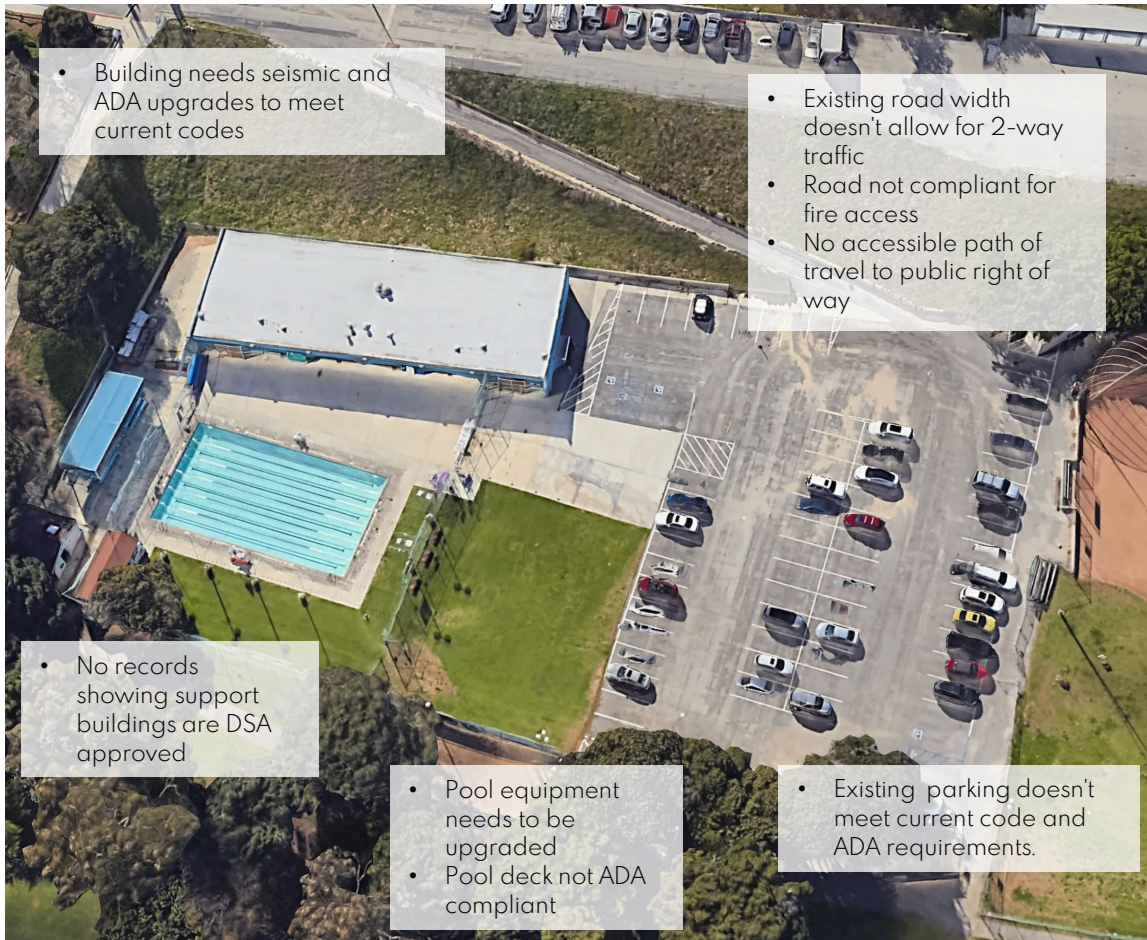 • Building needs seismic and
ADA upgrades to meet
current codes
• Existing road width
doesn't allow for 2-way
traffic
• Road not compliant for
fire access
• No accessible path of
travel to public right of
way
• No records
showing support
buildings are DSA
approved
• Pool equipment
needs to be
upgraded
• Pool deck not ADA
compliant
• Existing parking doesn't
meet current code and
ADA requirements.